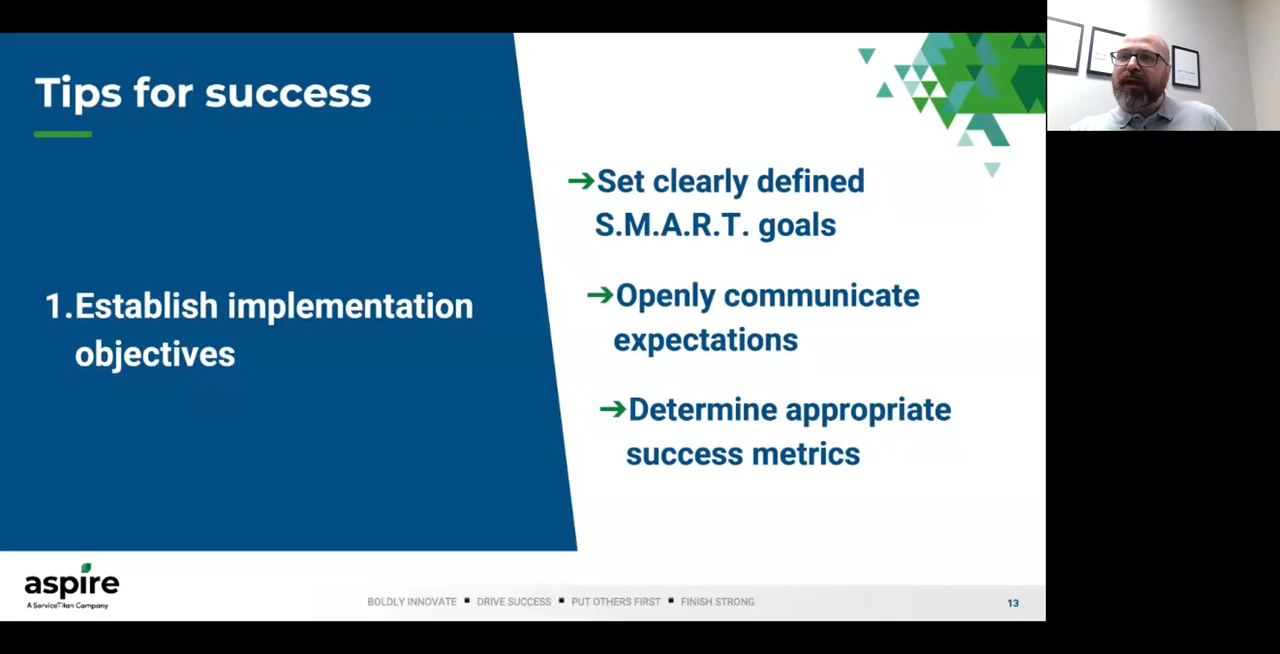 Tips for success
1.Establish implementation
objectives
➔Set clearly defined
S.M.A.R.T. goals
➔Openly communicate
expectations
➔Determine appropriate
success metrics
aspire
A ServiceTitan Company
BOLDLY INNOVATE ▪ DRIVE SUCCESS ▪ PUT OTHERS FIRST ▪ FINISH STRONG
13